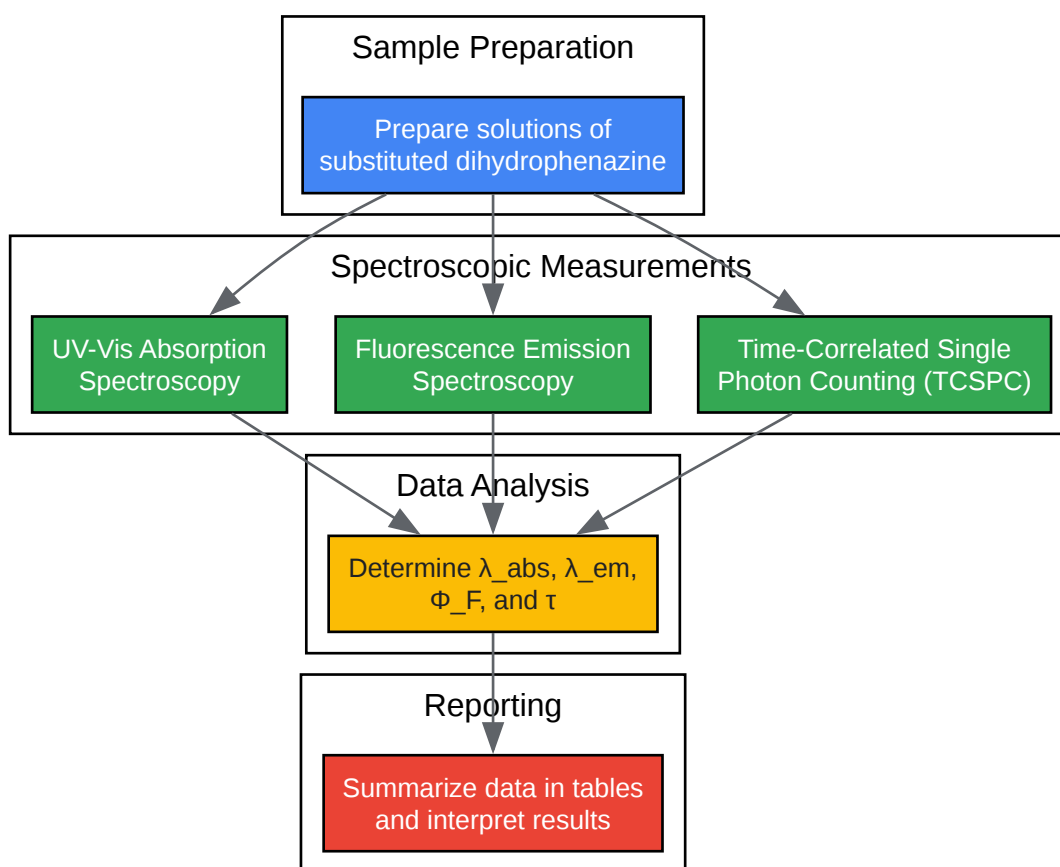 Sample Preparation
Prepare solutions of
substituted dihydrophenazine
Spectroscopic Measurements
UV-Vis Absorption
Spectroscopy
Fluorescence Emission
Spectroscopy
Time-Correlated Single
Photon Counting (TCSPC)
Data Analysis
Determine λ_abs, λ_em,
Φ_F, and τ
Reporting
Summarize data in tables
and interpret results